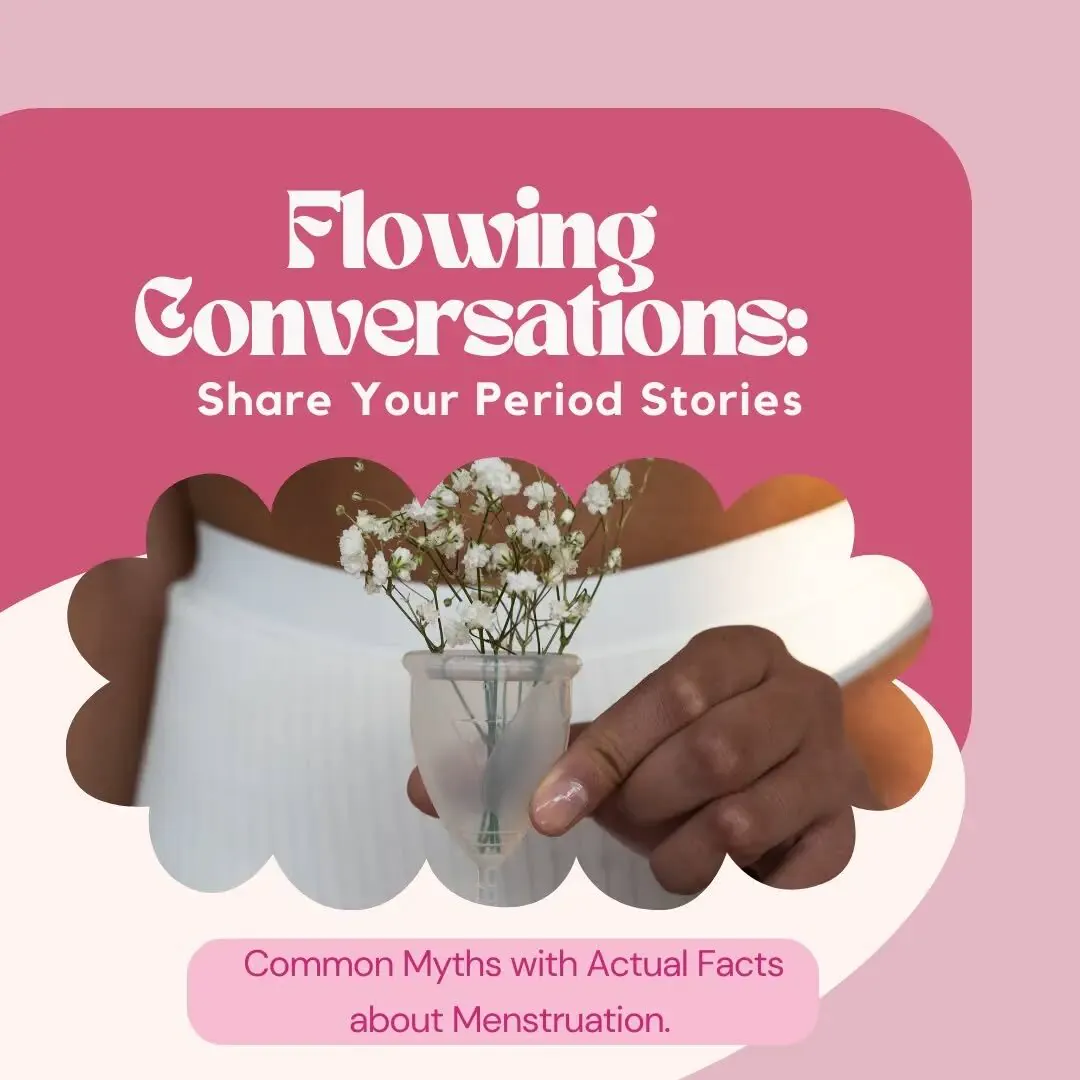 Flowing
Conversations:
Share Your Period Stories
Common Myths with Actual Facts
about Menstruation.